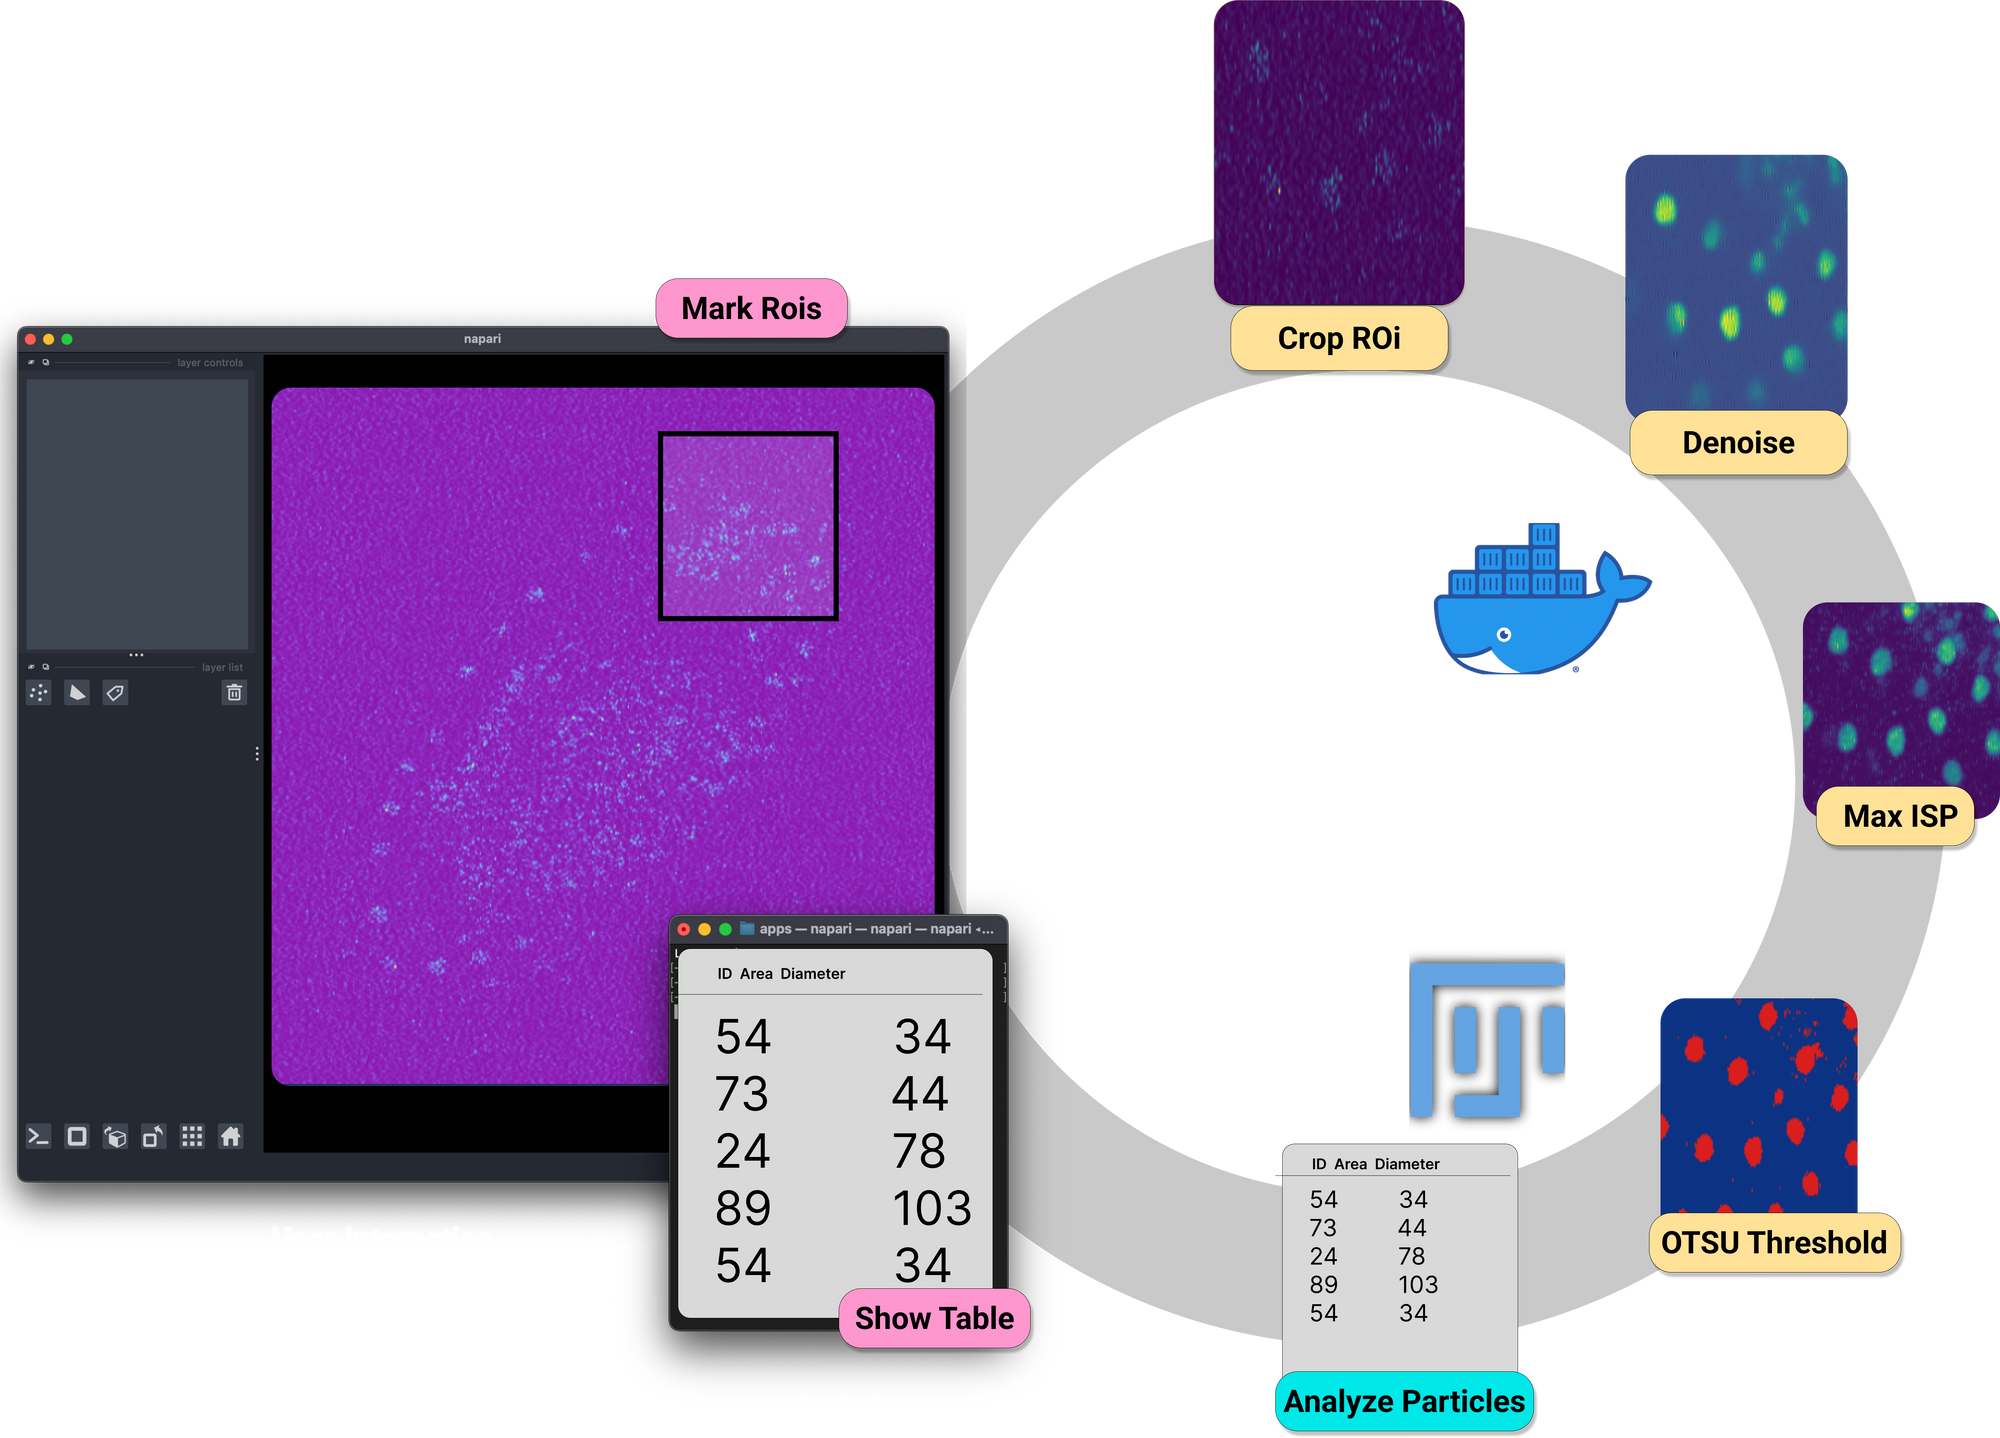 Mark Rois
napari
layer controls
layer list
apps — napari — napari — napari ◂...
ID Area Diameter
54 34
73 44
24 78
89 103
54 34
Show Table
Crop ROi
Denoise
Max ISP
OTSU Threshold
ID Area Diameter
54 34
73 44
24 78
89 103
54 34
Analyze Particles